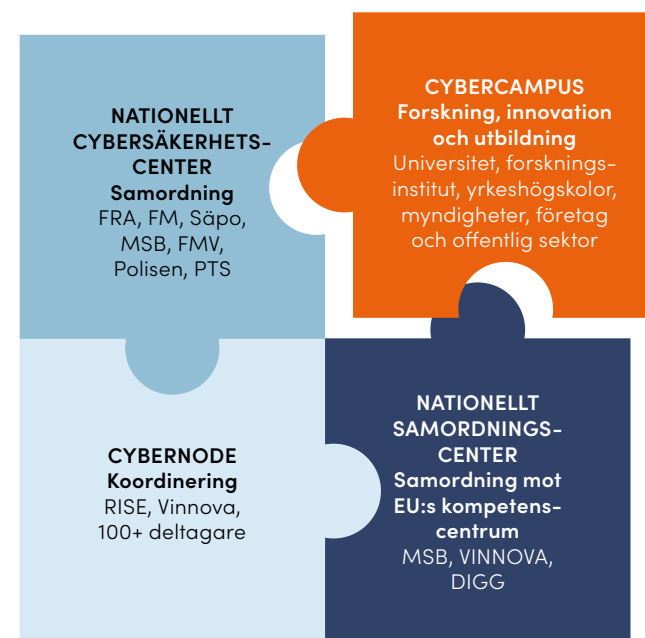 NATIONELLT
CYBERSÄKERHETS-
CENTER
Samordning
FRA, FM, Säpo,
MSB, FMV,
Polisen, PTS
CYBERCAMPUS
Forskning, innovation
och utbildning
Universitet, forsknings-
institut, yrkeshögskolor,
myndigheter, företag
och offentlig sektor
CYBERNODE
Koordinering
RISE, Vinnova,
100+ deltagare
NATIONELLT
SAMORDNINGS-
CENTER
Samordning mot
EU:s kompetens-
centrum
MSB, VINNOVA,
DIGG